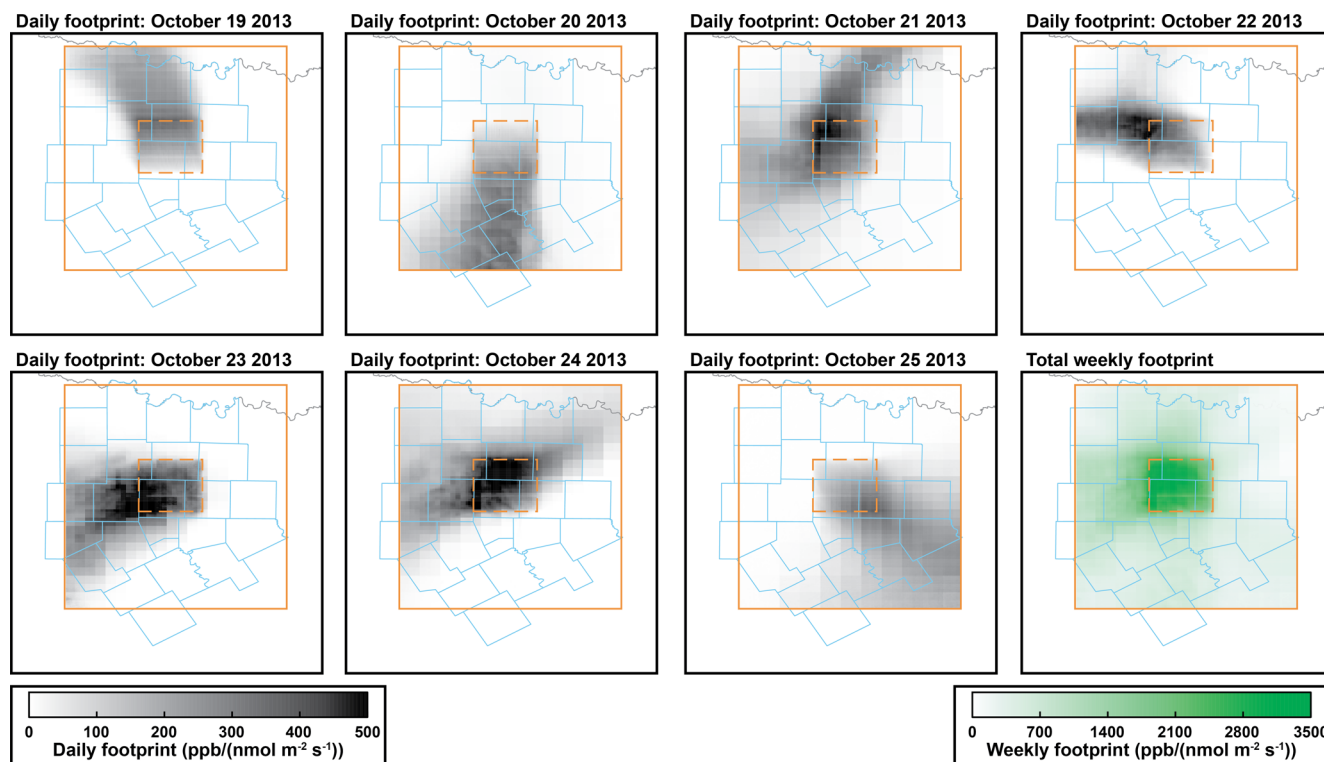 Daily footprint: October 19 2013
Daily footprint: October 20 2013
Daily footprint: October 21 2013
Daily footprint: October 22 2013
Daily footprint: October 23 2013
Daily footprint: October 24 2013
Daily footprint: October 25 2013
Total weekly footprint
0 100 200 300 400 500
Daily footprint (ppb/(nmol m⁻² s⁻¹))
0 700 1400 2100 2800 3500
Weekly footprint (ppb/(nmol m⁻² s⁻¹))